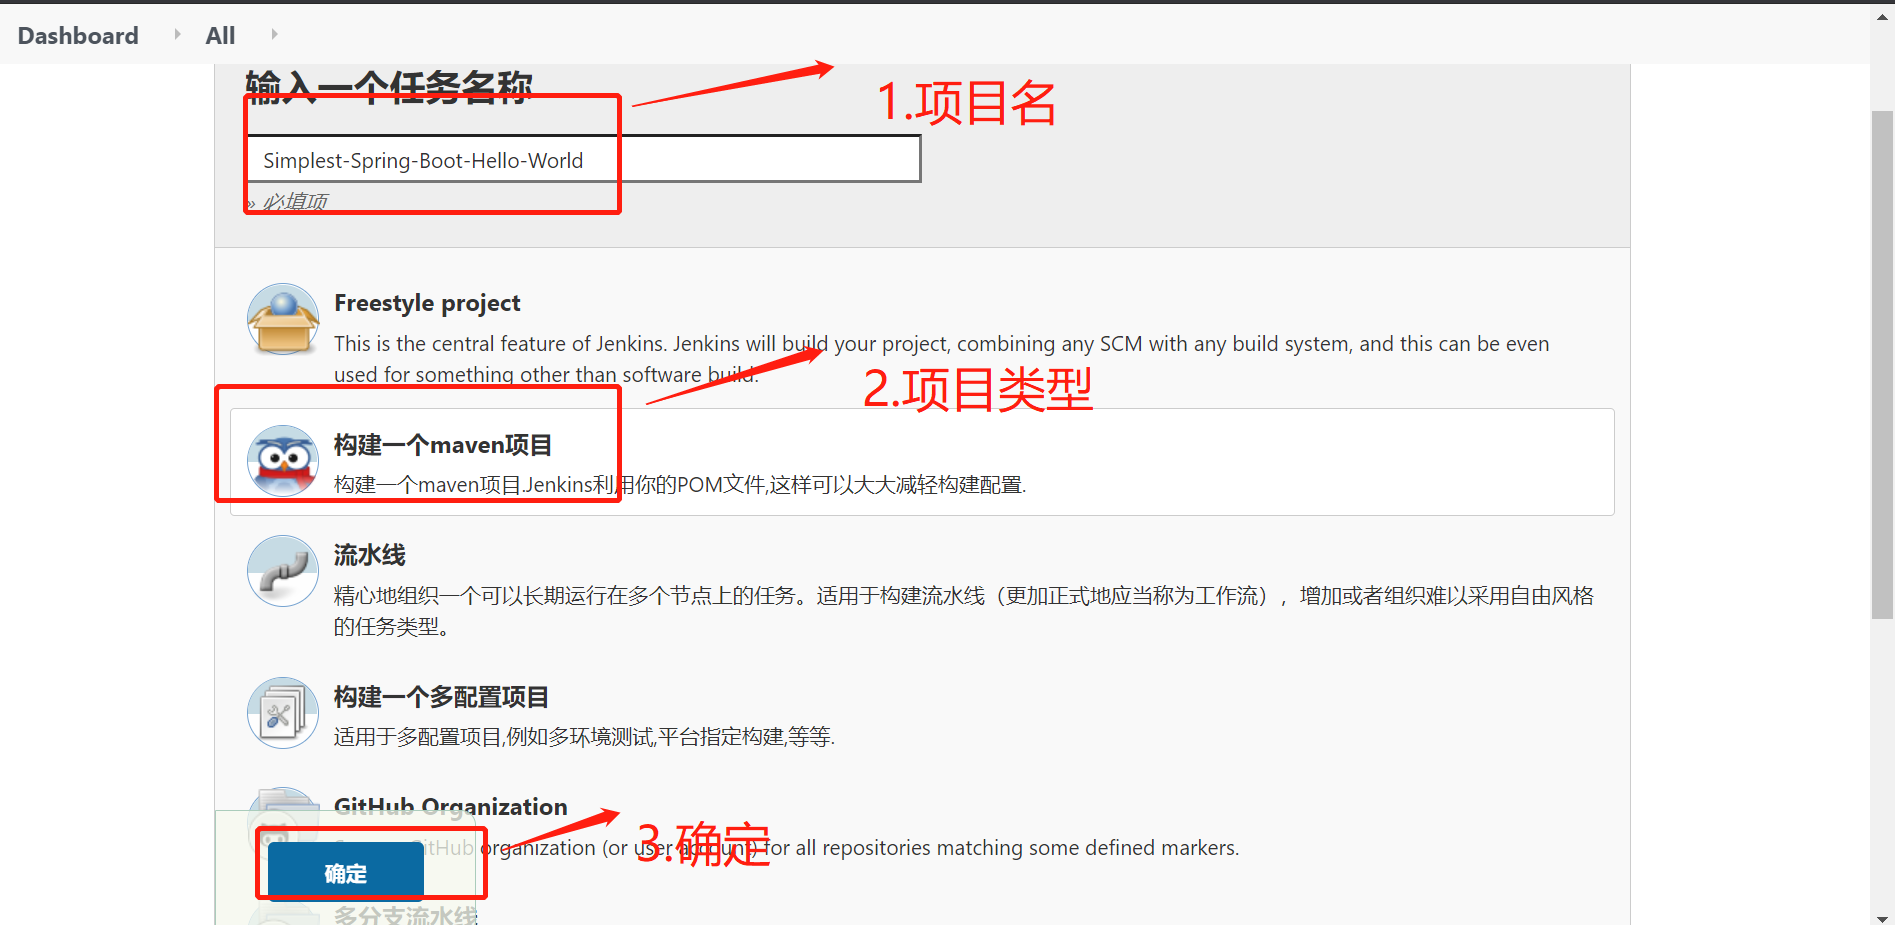 Dashboard All
输入一个任务名称
1.项目名
Simplest-Spring-Boot-Hello-World
» 必填项
Freestyle project
This is the central feature of Jenkins. Jenkins will build your project, combining any SCM with any build system, and this can be even
used for something other than software build.
2.项目类型
构建一个maven项目
构建一个maven项目.Jenkins利用你的POM文件,这样可以大大减轻构建配置.
流水线
精心地组织一个可以长期运行在多个节点上的任务。适用于构建流水线（更加正式地应当称为工作流），增加或者组织难以采用自由风格
的任务类型。
构建一个多配置项目
适用于多配置项目,例如多环境测试,平台指定构建,等等.
GitHub Organization
GitHub organization (or user account) for all repositories matching some defined markers.
3.确定
确定
多分支流水线